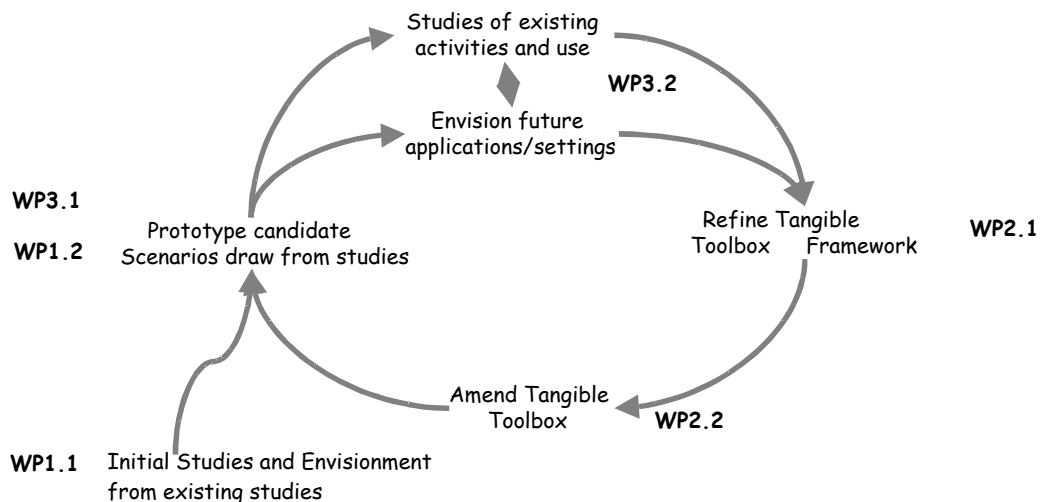 Studies of existing
activities and use
WP3.2
Envision future
applications/settings
WP3.1
WP1.2
Prototype candidate
Scenarios draw from studies
Refine Tangible
Toolbox Framework
WP2.1
Amend Tangible
Toolbox
WP2.2
WP1.1 Initial Studies and Envisionment
from existing studies